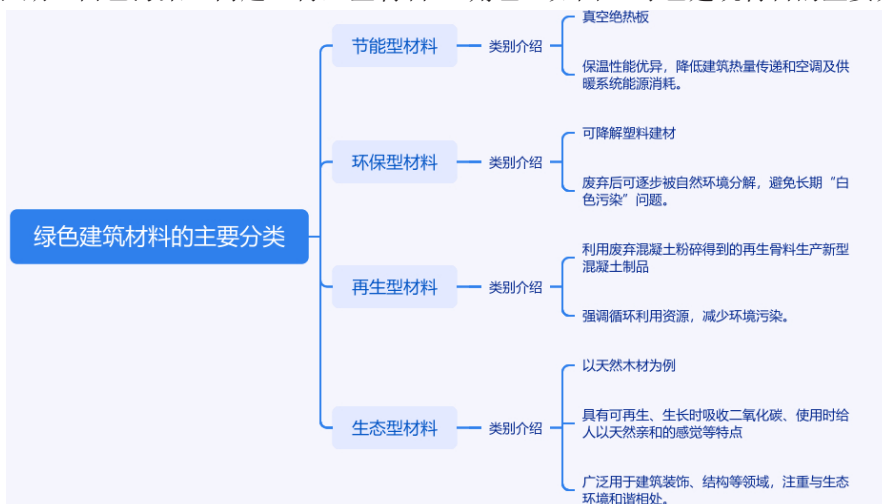 真空绝热板
节能型材料
类别介绍
保温性能优异，降低建筑热量传递和空调及供
暖系统能源消耗。
可降解塑料建材
环保型材料
类别介绍
废弃后可逐步被自然环境分解，避免长期“白
色污染”问题。
绿色建筑材料的主要分类
利用废弃混凝土粉碎得到的再生骨料生产新型
混凝土制品
再生型材料
类别介绍
强调循环利用资源，减少环境污染。
以天然木材为例
生态型材料
类别介绍
具有可再生、生长时吸收二氧化碳、使用时给
人以天然亲和的感觉等特点
广泛用于建筑装饰、结构等领域，注重与生态
环境和谐相处。